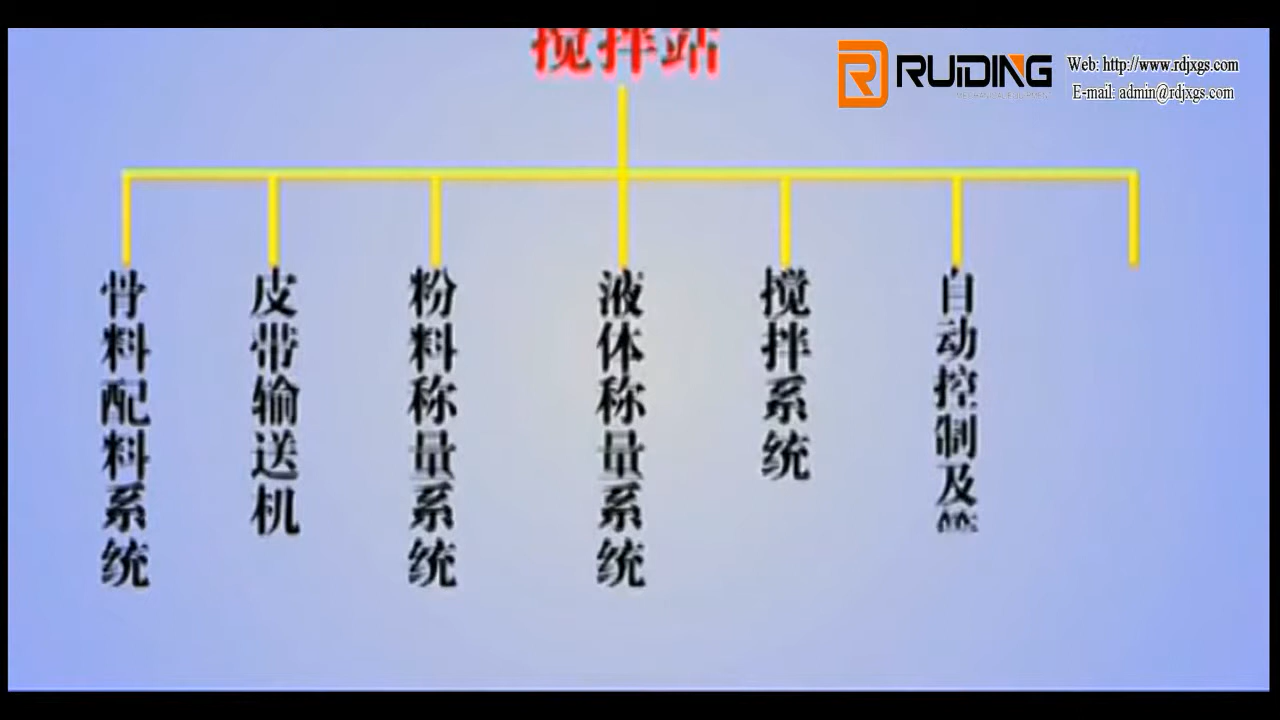 搅拌站
RUIDING
Web: http://www.rdjxgs.com
E-mail: admin@rdjxgs.com
骨料配料系统
皮带输送机
粉料称量系统
液体称量系统
搅拌系统
自动控制及